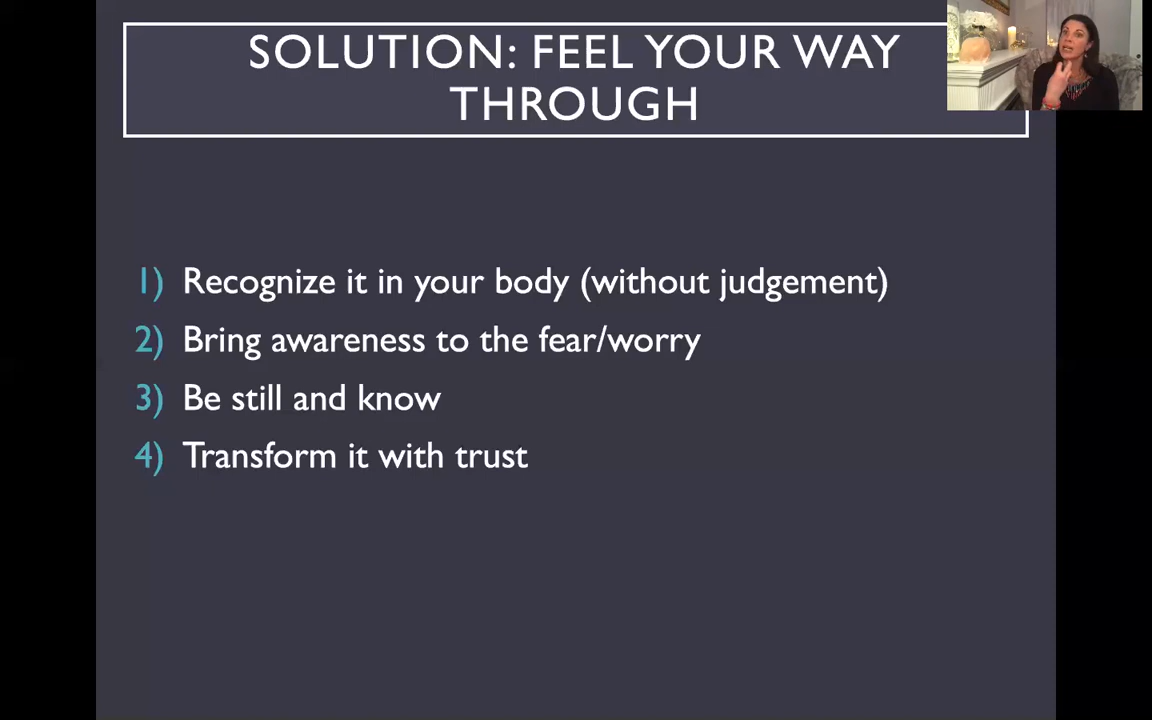 SOLUTION: FEEL YOUR WAY
THROUGH
1) Recognize it in your body (without judgement)
2) Bring awareness to the fear/worry
3) Be still and know
4) Transform it with trust